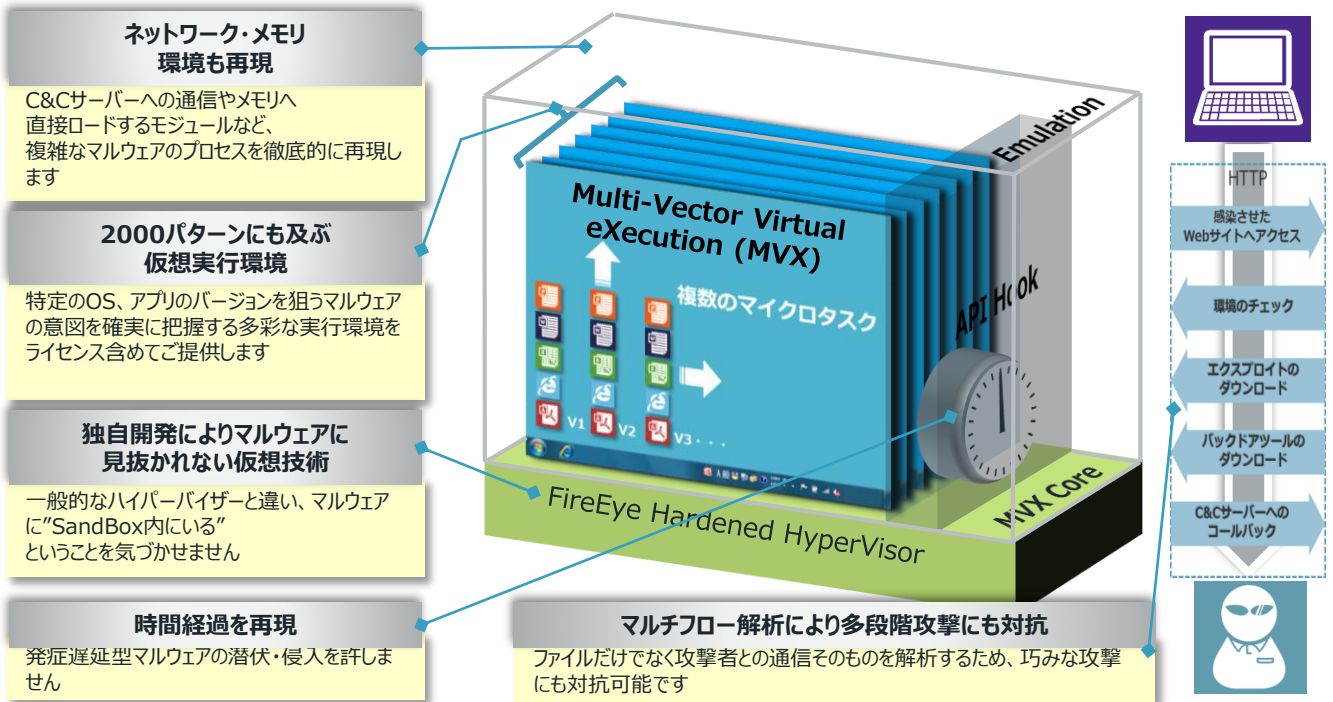 ネットワーク・メモリ
環境も再現
C&Cサーバーへの通信やメモリへ
直接ロードするモジュールなど、
複雑なマルウェアのプロセスを徹底的に再現し
ます
2000パターンにも及ぶ
仮想実行環境
特定のOS、アプリのバージョンを狙うマルウェア
の意図を確実に把握する多彩な実行環境を
ライセンス含めてご提供します
独自開発によりマルウェアに
見抜かれない仮想技術
一般的なハイパーバイザーと違い、マルウェア
に”SandBox内にいる”
ということを気づかせません
時間経過を再現
発症遅延型マルウェアの潜伏・侵入を許しま
せん
Multi-Vector Virtual
eXecution (MVX)
複数のマイクロタスク
V1
V2
V3・・・
Emulation
API Hook
MVX Core
FireEye Hardened HyperVisor
マルチフロー解析により多段階攻撃にも対抗
ファイルだけでなく攻撃者との通信そのものを解析するため、巧みな攻撃
にも対抗可能です
HTTP
感染させた
Webサイトへアクセス
環境のチェック
エクスプロイトの
ダウンロード
バックドアツールの
ダウンロード
C&Cサーバーへの
コールバック